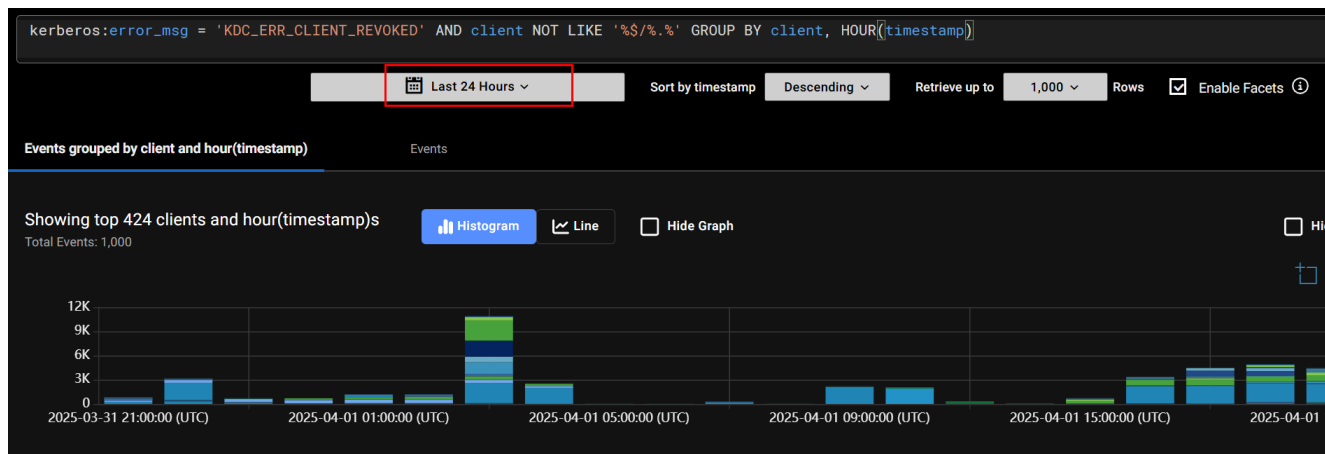 kerberos:error_msg = 'KDC_ERR_CLIENT_REVOKED' AND client NOT LIKE '%$/%.%' GROUP BY client, HOUR(timestamp)
Last 24 Hours Sort by timestamp Descending Retrieve up to 1,000 Rows Enable Facets
Events grouped by client and hour(timestamp) Events
Showing top 424 clients and hour(timestamp)s Histogram Line Hide Graph Hi
Total Events: 1,000
12K
9K
6K
3K
0
2025-03-31 21:00:00 (UTC) 2025-04-01 01:00:00 (UTC) 2025-04-01 05:00:00 (UTC) 2025-04-01 09:00:00 (UTC) 2025-04-01 15:00:00 (UTC) 2025-04-01